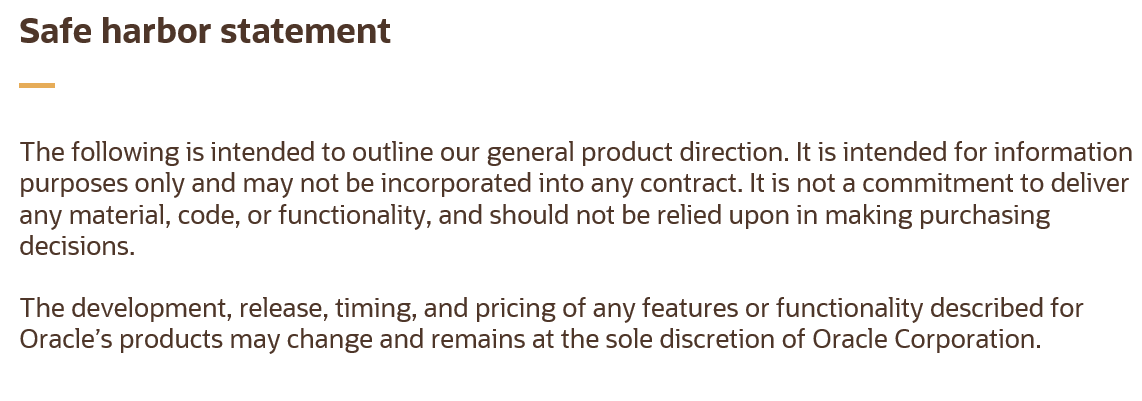 Safe harbor statement
The following is intended to outline our general product direction. It is intended for information
purposes only and may not be incorporated into any contract. It is not a commitment to deliver
any material, code, or functionality, and should not be relied upon in making purchasing
decisions.
The development, release, timing, and pricing of any features or functionality described for
Oracle’s products may change and remains at the sole discretion of Oracle Corporation.